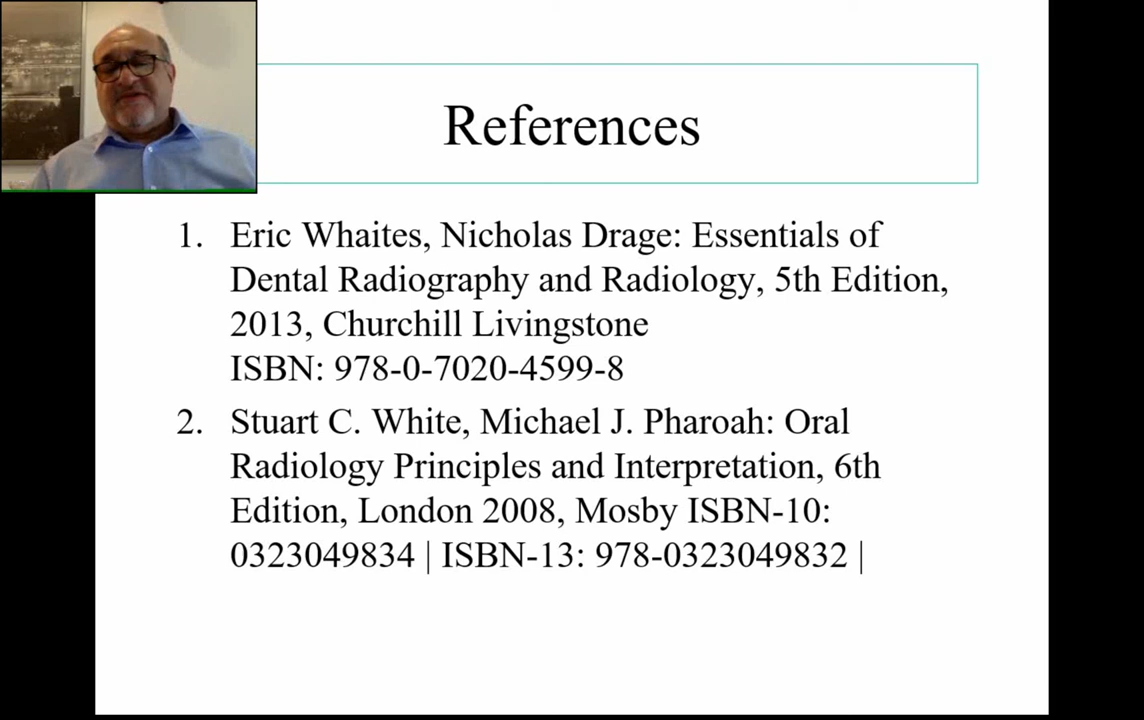 References
1. Eric Whaites, Nicholas Drage: Essentials of
Dental Radiography and Radiology, 5th Edition,
2013, Churchill Livingstone
ISBN: 978-0-7020-4599-8
2. Stuart C. White, Michael J. Pharoah: Oral
Radiology Principles and Interpretation, 6th
Edition, London 2008, Mosby ISBN-10:
0323049834 | ISBN-13: 978-0323049832 |